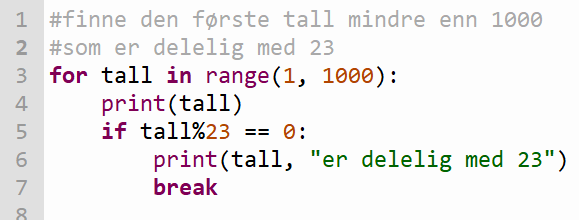 1 #finne den første tall mindre enn 1000
2 #som er delelig med 23
3 for tall in range(1, 1000):
4     print(tall)
5     if tall%23 == 0:
6         print(tall, "er delelig med 23")
7         break
8